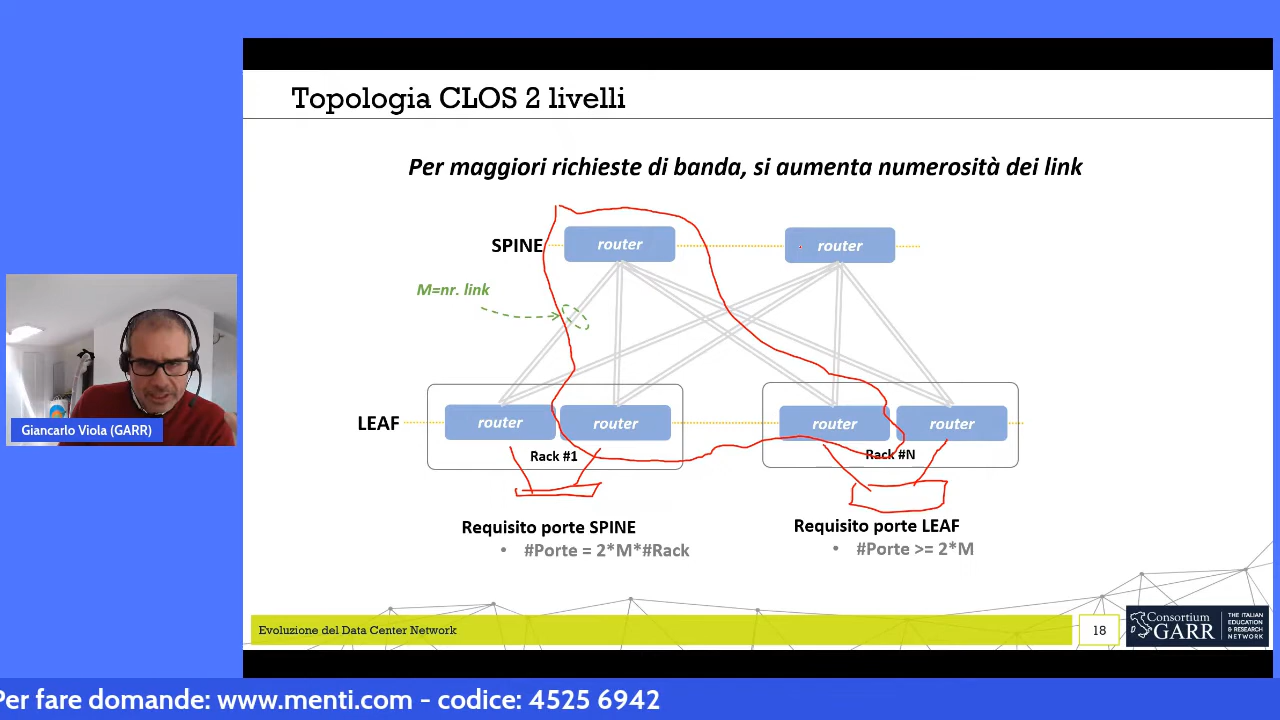 Topologia CLOS 2 livelli
Per maggiori richieste di banda, si aumenta numerosità dei link
SPINE
router
router
M=nr. link
LEAF
router
router
router
router
Rack #1
Rack #N
Requisito porte SPINE
• #Porte = 2*M*#Rack
Requisito porte LEAF
• #Porte >= 2*M
Giancarlo Viola (GARR)
Evoluzione del Data Center Network
18
Consortium
GARR
THE ITALIAN
EDUCATION
& RESEARCH
NETWORK
Per fare domande: www.menti.com - codice: 4525 6942